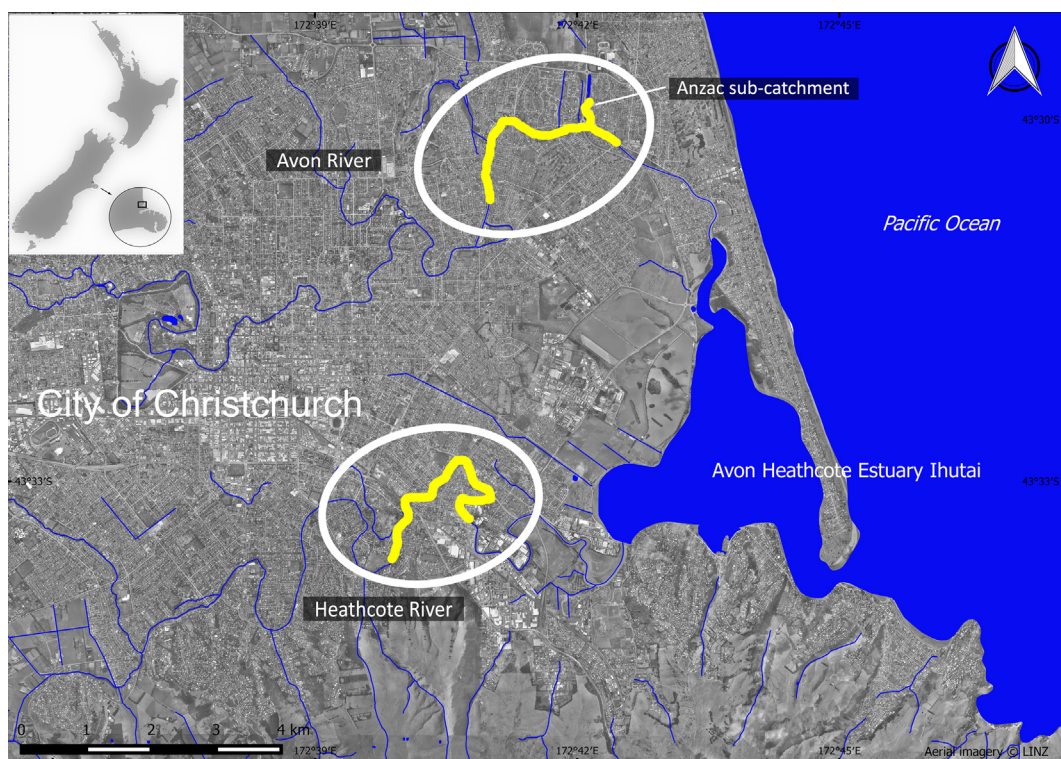 172°39'E
172°42'E
172°45'E
Anzac sub-catchment
43°30'S
Avon River
Pacific Ocean
City of Christchurch
Avon Heathcote Estuary Ihutai
43°33'S
43°33'S
Heathcote River
0 1 2 3 4 km
172°39'E
172°42'E
172°45'E
Aerial imagery © LINZ